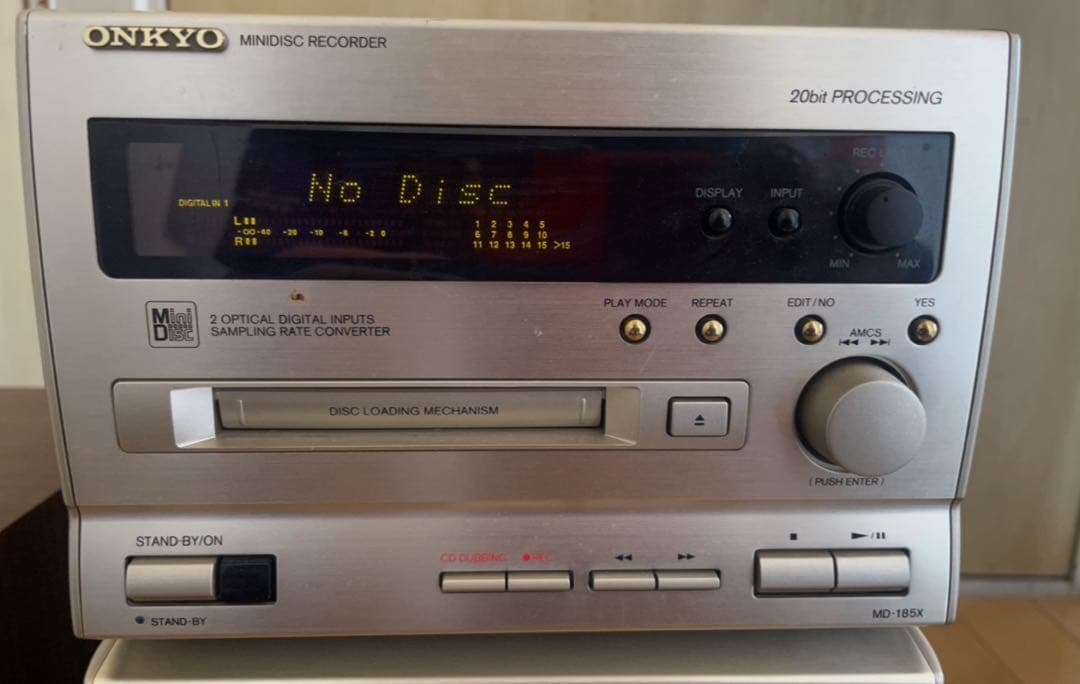 ONKYO MINIDISC RECORDER
20bit PROCESSING
REC
No Disc
DISPLAY INPUT
DIGITAL IN 1
L
-∞-40 -20 -10 -6 -2 0
R
1 2 3 4 5
6 7 8 9 10
11 12 13 14 15 >15
MIN MAX
Mini
Disc
2 OPTICAL DIGITAL INPUTS
SAMPLING RATE CONVERTER
PLAY MODE REPEAT EDIT/NO YES
AMCS
DISC LOADING MECHANISM
(PUSH ENTER)
STAND-BY/ON
CD DUBBING ●REC
STAND-BY
MD-185X